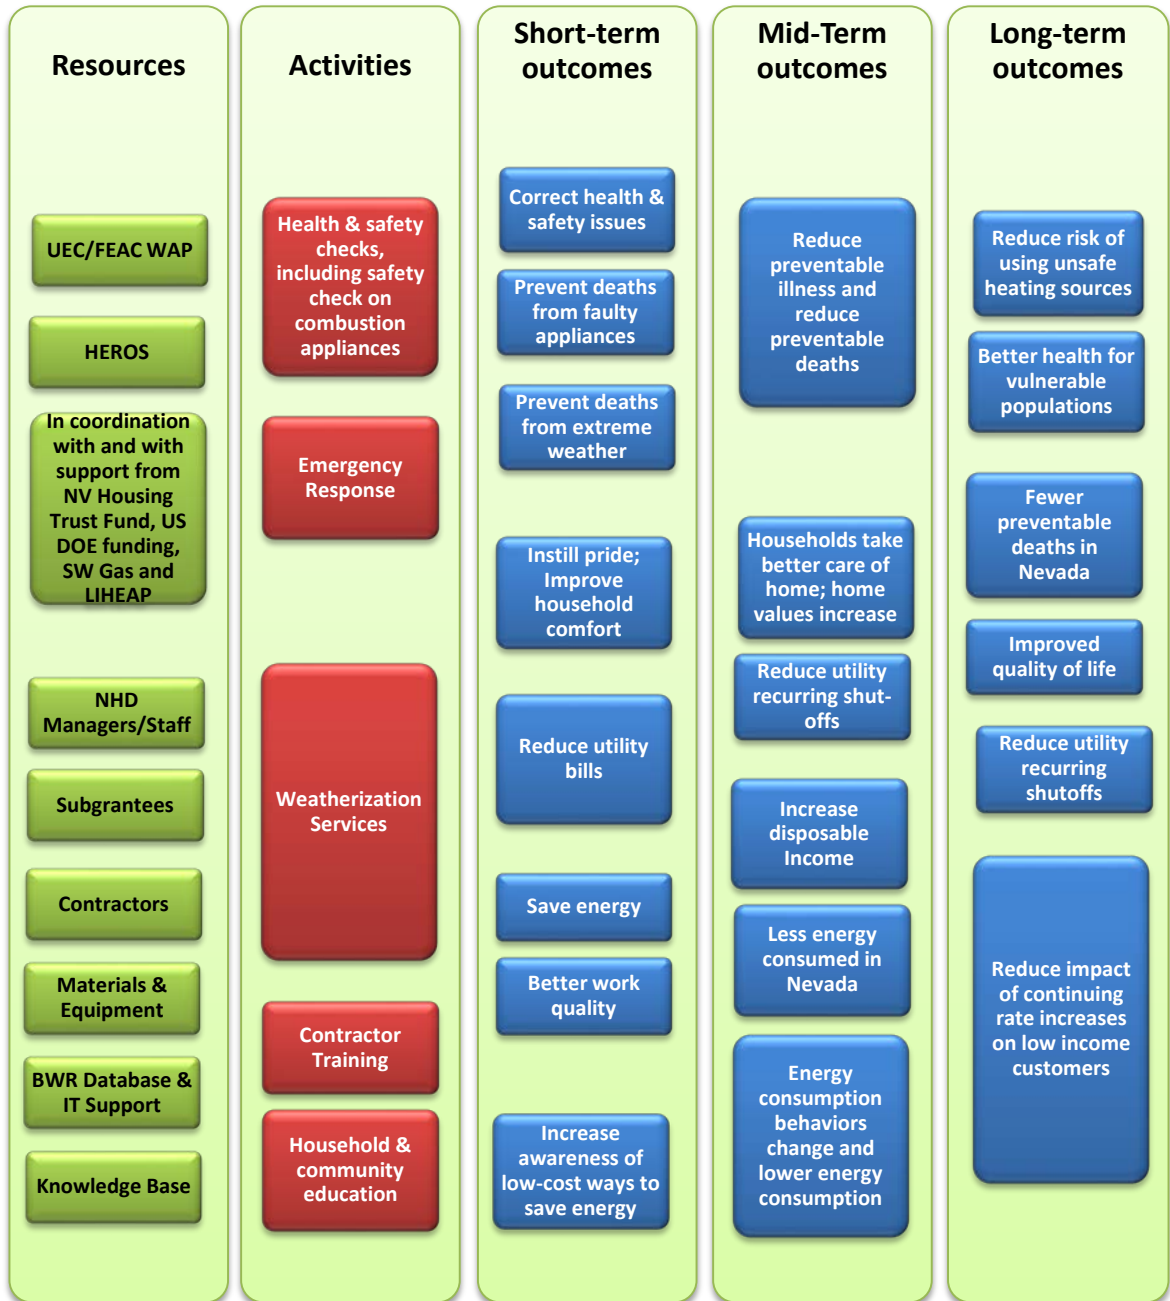 Resources
UEC/FEAC WAP
HEROS
In coordination
with and with
support from
NV Housing
Trust Fund, US
DOE funding,
SW Gas and
LIHEAP
NHD
Managers/Staff
Subgrantees
Contractors
Materials &
Equipment
BWR Database &
IT Support
Knowledge Base
Activities
Health & safety
checks,
including safety
check on
combustion
appliances
Emergency
Response
Weatherization
Services
Contractor
Training
Household &
community
education
Short-term
outcomes
Correct health &
safety issues
Prevent deaths
from faulty
appliances
Prevent deaths
from extreme
weather
Instill pride;
Improve
household
comfort
Reduce utility
bills
Save energy
Better work
quality
Increase
awareness of
low-cost ways to
save energy
Mid-Term
outcomes
Reduce
preventable
illness and
reduce
preventable
deaths
Households take
better care of
home; home
values increase
Reduce utility
recurring shut-
offs
Increase
disposable
Income
Less energy
consumed in
Nevada
Energy
consumption
behaviors
change and
lower energy
consumption
Long-term
outcomes
Reduce risk of
using unsafe
heating sources
Better health for
vulnerable
populations
Fewer
preventable
deaths in
Nevada
Improved
quality of life
Reduce utility
recurring
shutoffs
Reduce impact
of continuing
rate increases
on low income
customers